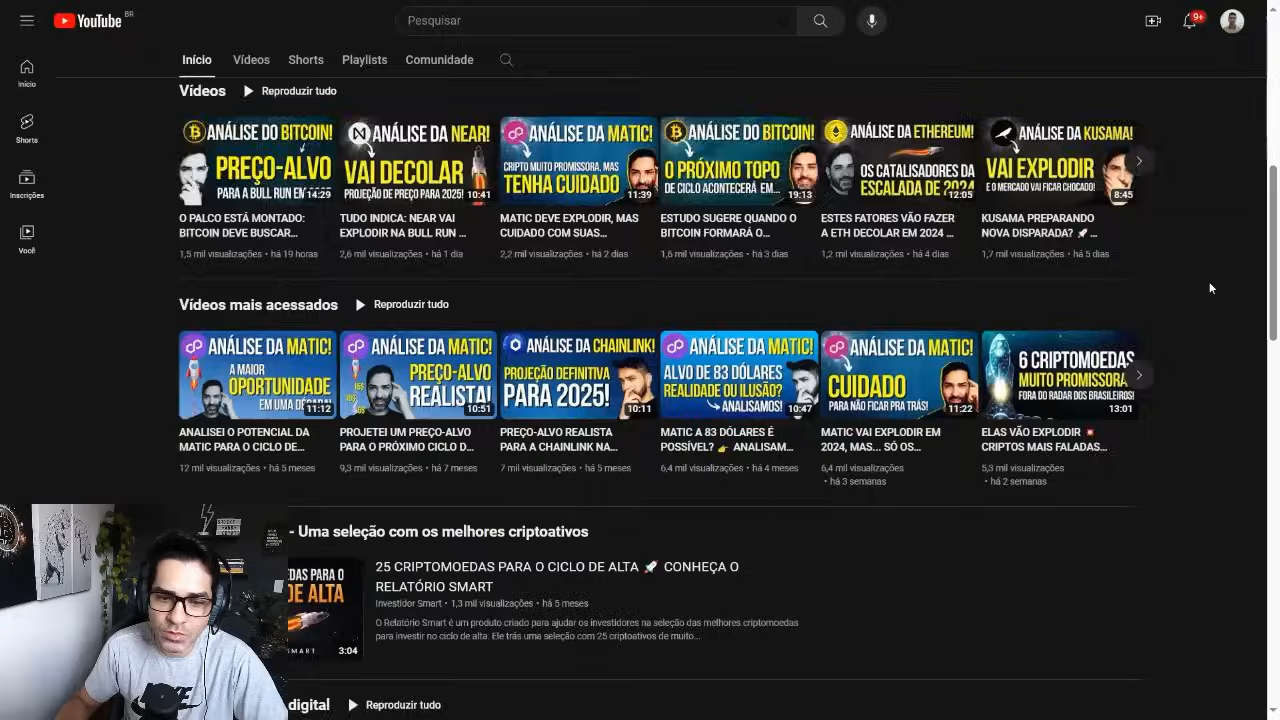 YouTube BR
Pesquisar
9+
Início
Vídeos
Shorts
Playlists
Comunidade
Início
Shorts
Inscrições
Você
Vídeos
Reproduzir tudo
ANÁLISE DO BITCOIN!
PREÇO-ALVO
PARA A BULL RUN EM
14:29
ANÁLISE DA NEAR!
VAI DECOLAR
PROJEÇÃO DE PREÇO PARA 2025!
10:41
ANÁLISE DA MATIC!
CRIPTO MUITO PROMISSORA, MAS
TENHA CUIDADO
11:39
ANÁLISE DO BITCOIN!
O PRÓXIMO TOPO
DE CICLO ACONTECERÁ EM...
19:13
ANÁLISE DA ETHEREUM!
OS CATALISADORES DA
ESCALADA DE 2024
12:05
ANÁLISE DA KUSAMA!
VAI EXPLODIR
E O MERCADO VAI FICAR CHOCADO!
8:45
O PALCO ESTÁ MONTADO:
BITCOIN DEVE BUSCAR...
1,5 mil visualizações • há 19 horas
TUDO INDICA: NEAR VAI
EXPLODIR NA BULL RUN ...
2,6 mil visualizações • há 1 dia
MATIC DEVE EXPLODIR, MAS
CUIDADO COM SUAS...
2,2 mil visualizações • há 2 dias
ESTUDO SUGERE QUANDO O
BITCOIN FORMARÁ O...
1,6 mil visualizações • há 3 dias
ESTES FATORES VÃO FAZER
A ETH DECOLAR EM 2024 ...
1,2 mil visualizações • há 4 dias
KUSAMA PREPARANDO
NOVA DISPARADA? 🚀 ...
1,7 mil visualizações • há 5 dias
Vídeos mais acessados
Reproduzir tudo
ANÁLISE DA MATIC!
A MAIOR
OPORTUNIDADE
EM UMA DÉCADA!
11:12
ANÁLISE DA MATIC!
PREÇO-ALVO
REALISTA!
10:51
ANÁLISE DA CHAINLINK!
PROJEÇÃO DEFINITIVA
PARA 2025!
10:11
ANÁLISE DA MATIC!
ALVO DE 83 DÓLARES
REALIDADE OU ILUSÃO?
ANALISAMOS!
10:47
ANÁLISE DA MATIC!
CUIDADO
PARA NÃO FICAR PRA TRÁS!
11:22
6 CRIPTOMOEDAS
MUITO PROMISSORA
FORA DO RADAR DOS BRASILEIROS!
13:01
ANALISEI O POTENCIAL DA
MATIC PARA O CICLO DE...
12 mil visualizações • há 5 meses
PROJETEI UM PREÇO-ALVO
PARA O PRÓXIMO CICLO D...
9,3 mil visualizações • há 7 meses
PREÇO-ALVO REALISTA
PARA A CHAINLINK NA...
7 mil visualizações • há 5 meses
MATIC A 83 DÓLARES É
POSSÍVEL? 👉 ANALISAM...
6,4 mil visualizações • há 4 meses
MATIC VAI EXPLODIR EM
2024, MAS... SÓ OS...
6,4 mil visualizações
• há 3 semanas
ELAS VÃO EXPLODIR 💥
CRIPTOS MAIS FALADAS...
5,3 mil visualizações
• há 2 semanas
- Uma seleção com os melhores criptoativos
EDAS PARA O
DE ALTA
SMART
3:04
25 CRIPTOMOEDAS PARA O CICLO DE ALTA 🚀 CONHEÇA O
RELATÓRIO SMART
Investidor Smart • 1,3 mil visualizações • há 5 meses
O Relatório Smart é um produto criado para ajudar os investidores na seleção das melhores criptomoedas
para investir no ciclo de alta. Ele trás uma seleção com 25 criptoativos de muito...
digital
Reproduzir tudo